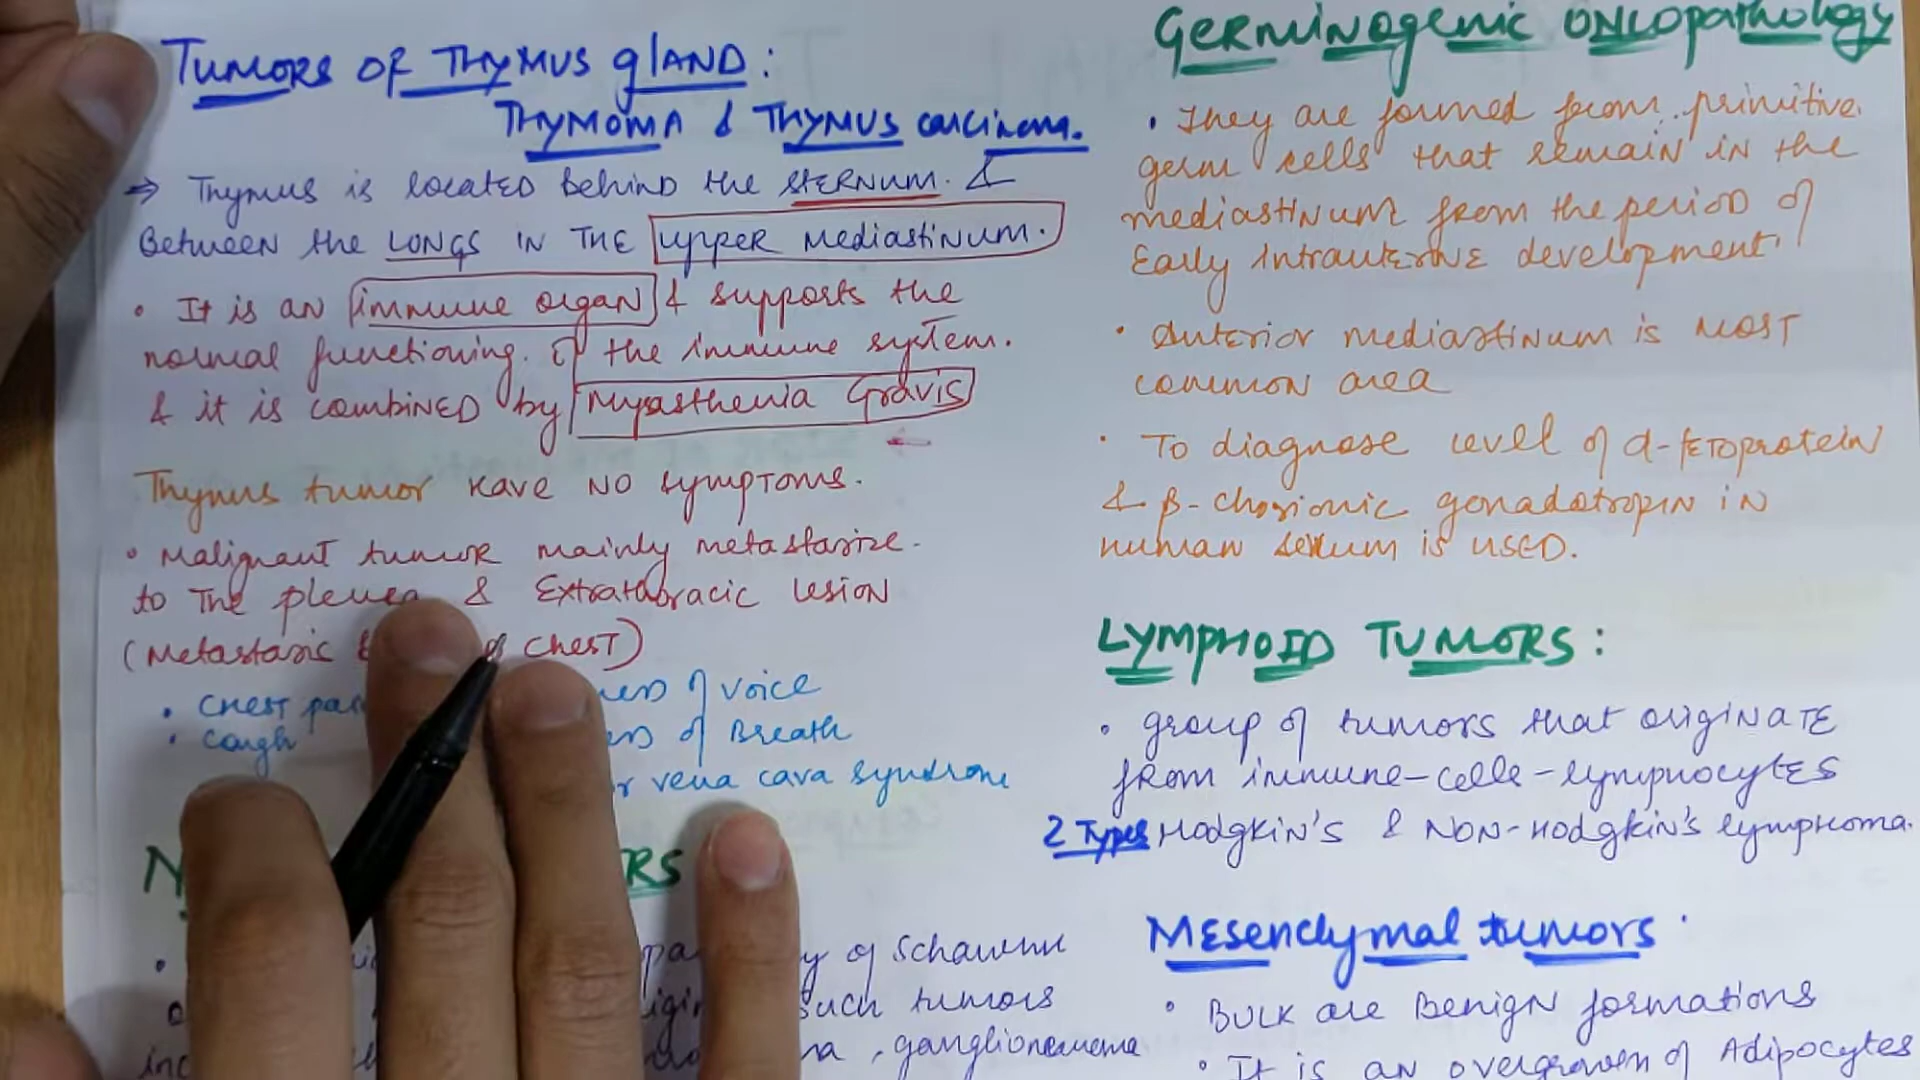 TUMORS OF THYMUS glAND:
THYMOMA & THYMUS carcinoma.
→ Thymus is locatED Behind the STERNUM. &
BETWEEN the LUNGS IN THE UPPER MEDIASTINUM.
• It is an immune organ & supports the
normal functioning. of the immune system.
& it is combined by Myasthenia Gravis
←
Thymus tumor have NO symptoms.
• Malignant tumor mainly metastasize.
to The pleura & Extrathoracic lesion
(Metastasis of Chest)
• CHEST of voice
• cough of Breath
vena cava syndrome
RS
of Schawnn
such tumors
, ganglioneuroma
Germinogenic ONCOpathology
• They are formed from primitive
germ cells that remain in the
mediastinum from the period of
Early intrauterine development.
• Anterior mediastinum is most
common area
• To diagnose level of α-fetoprotein
& β-chorionic gonadotropin in
human serum is used.
LYMPHOID TUMORS:
• group of tumors that originate
from immune-cells-lymphocytes
2 Types Hodgkin's & Non-Hodgkin's lymphoma.
Mesenchymal tumors
• Bulk are Benign formations
• It is an overgrown of Adipocytes